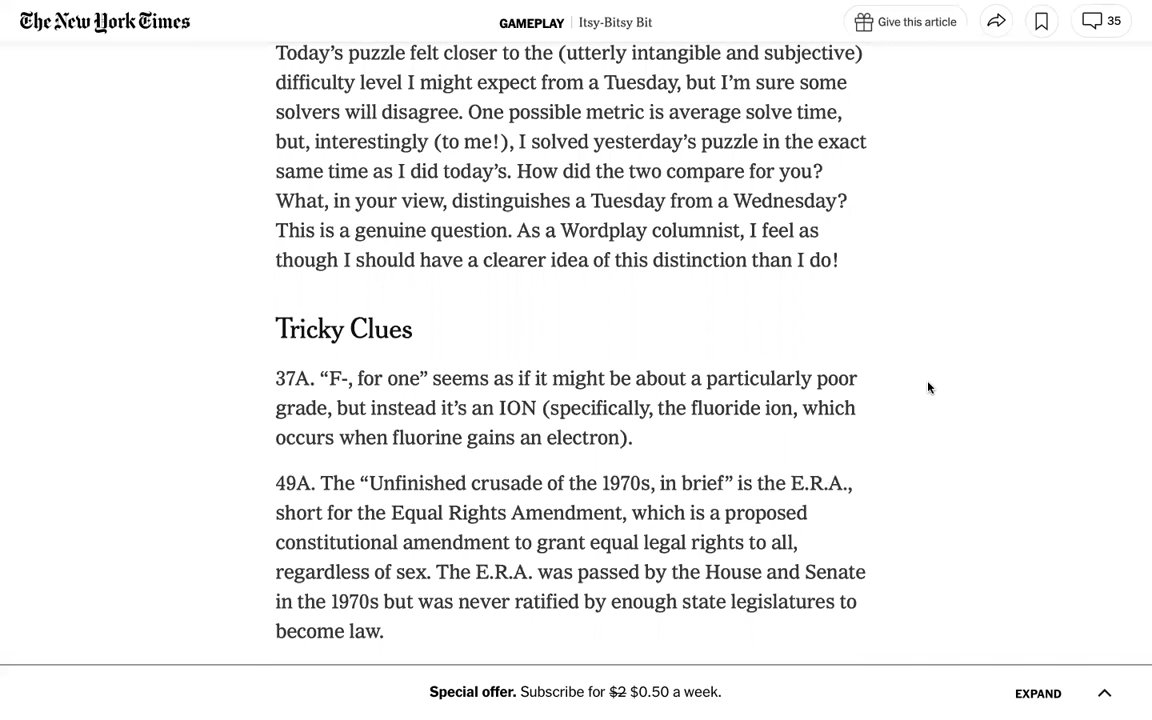 The New York Times
GAMEPLAY | Itsy-Bitsy Bit
Give this article
35
Today's puzzle felt closer to the (utterly intangible and subjective)
difficulty level I might expect from a Tuesday, but I'm sure some
solvers will disagree. One possible metric is average solve time,
but, interestingly (to me!), I solved yesterday's puzzle in the exact
same time as I did today's. How did the two compare for you?
What, in your view, distinguishes a Tuesday from a Wednesday?
This is a genuine question. As a Wordplay columnist, I feel as
though I should have a clearer idea of this distinction than I do!
Tricky Clues
37A. “F-, for one” seems as if it might be about a particularly poor
grade, but instead it's an ION (specifically, the fluoride ion, which
occurs when fluorine gains an electron).
49A. The “Unfinished crusade of the 1970s, in brief” is the E.R.A.,
short for the Equal Rights Amendment, which is a proposed
constitutional amendment to grant equal legal rights to all,
regardless of sex. The E.R.A. was passed by the House and Senate
in the 1970s but was never ratified by enough state legislatures to
become law.
Special offer. Subscribe for $2 $0.50 a week.
EXPAND